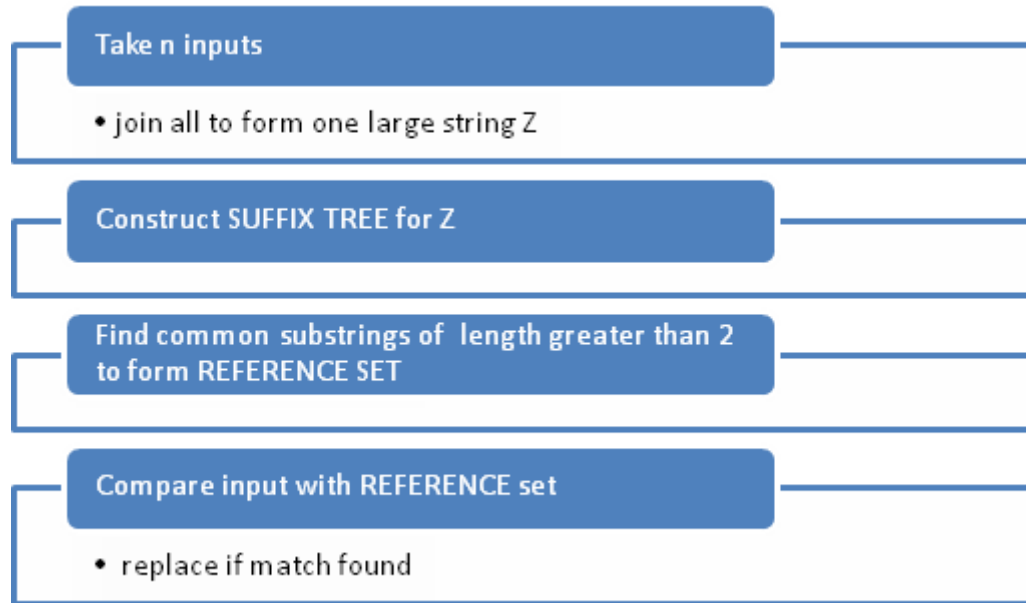 Take n inputs
• join all to form one large string Z
Construct SUFFIX TREE for Z
Find common substrings of length greater than 2
to form REFERENCE SET
Compare input with REFERENCE set
• replace if match found